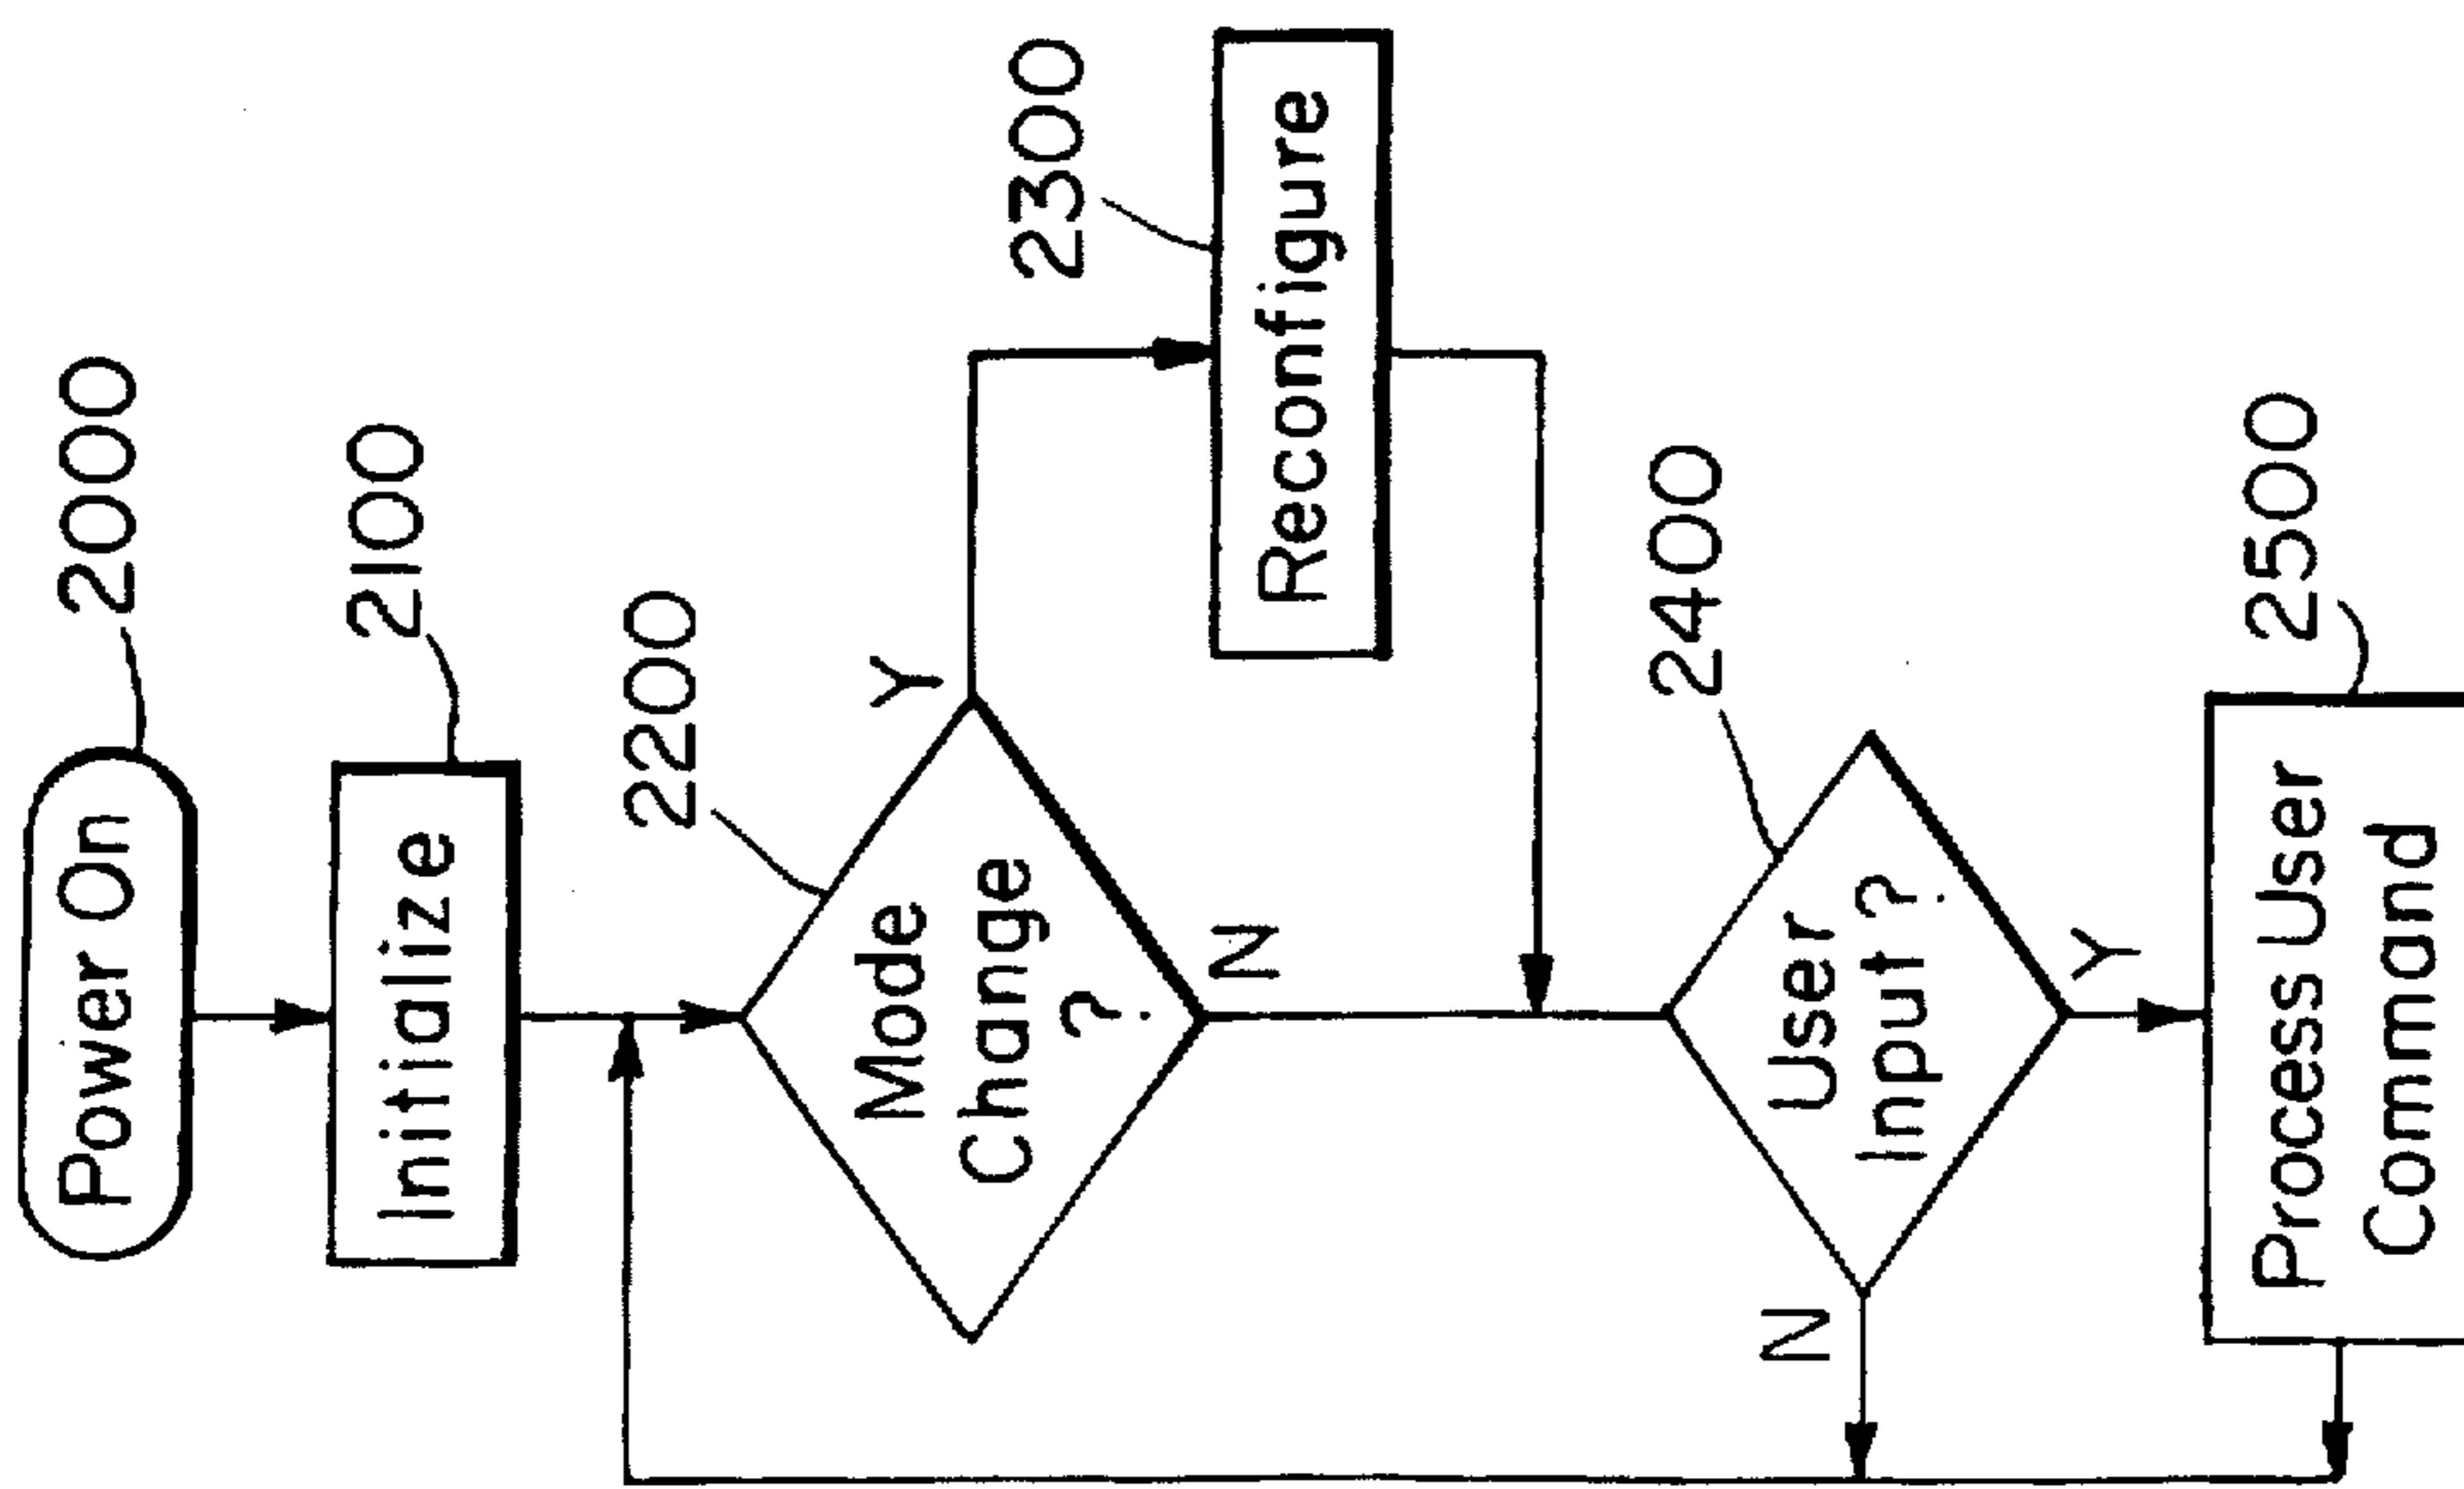 Power On
2000
Initialize
2100
2200
Mode
Change
?
Y
N
2300
Reconfigure
2400
User
Input ?
N
Y
2500
Process User
Command